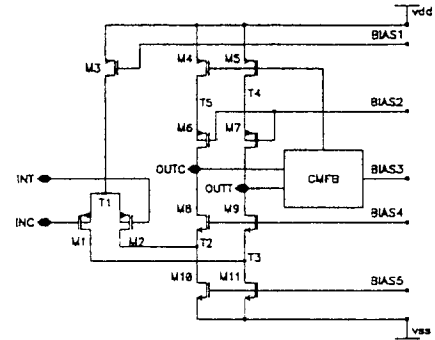 vdd
BIAS1
M3
M4
M5
T5
T4
BIAS2
M6
M7
OUTC
CMFB
BIAS3
INT
OUTT
T1
INC
M8
M9
BIAS4
M1
M2
T2
T3
M10
M11
BIAS5
vss